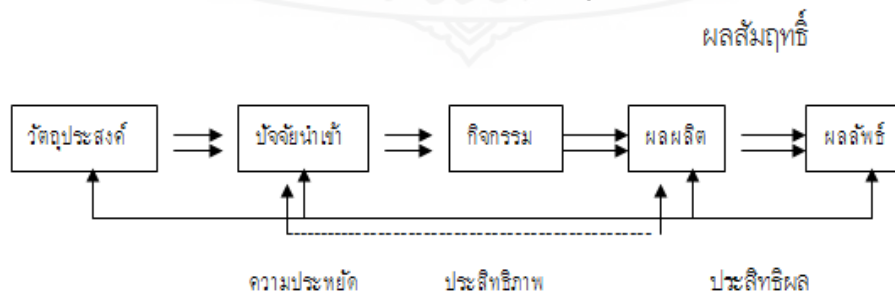 ผลสัมฤทธิ์
วัตถุประสงค์ ปัจจัยนำเข้า กิจกรรม ผลผลิต ผลลัพธ์
ความประหยัด ประสิทธิภาพ ประสิทธิผล